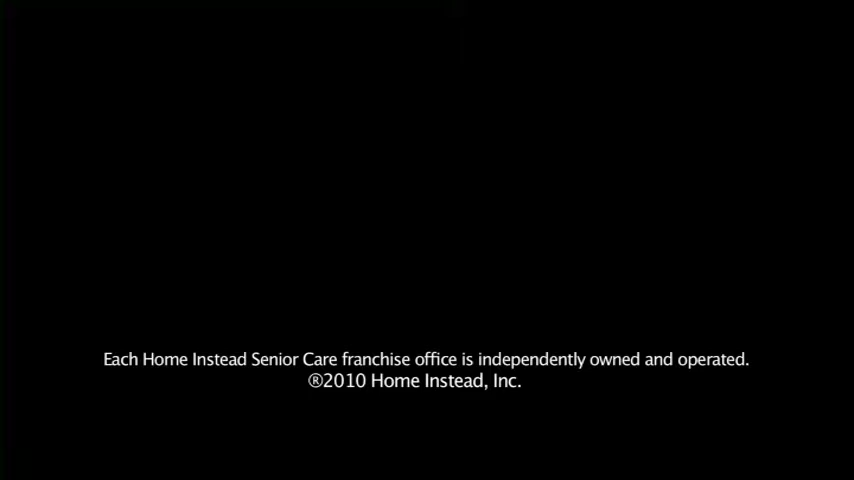 Each Home Instead Senior Care franchise office is independently owned and operated.
®2010 Home Instead, Inc.